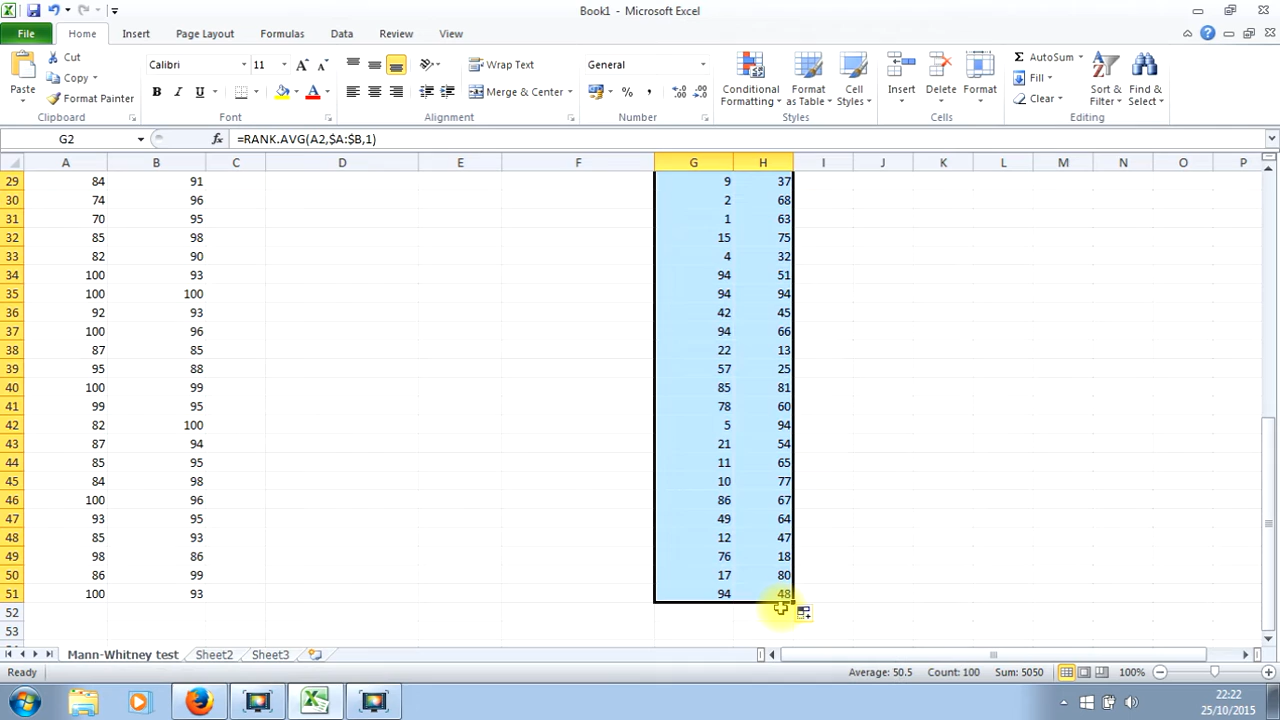 Book1 - Microsoft Excel
File Home Insert Page Layout Formulas Data Review View
Cut
Copy
Format Painter
Paste
Clipboard
Calibri 11
B I U
Font
Wrap Text
Merge & Center
Alignment
General
% ,
Number
Conditional Formatting
Format as Table
Cell Styles
Styles
Insert Delete Format
Cells
AutoSum
Fill
Clear
Sort & Filter
Find & Select
Editing
G2 fx =RANK.AVG(A2,$A:$B,1)
A B C D E F G H I J K L M N O P
29 84 91 9 37
30 74 96 2 68
31 70 95 1 63
32 85 98 15 75
33 82 90 4 32
34 100 93 94 51
35 100 100 94 94
36 92 93 42 45
37 100 96 94 66
38 87 85 22 13
39 95 88 57 25
40 100 99 85 81
41 99 95 78 60
42 82 100 5 94
43 87 94 21 54
44 85 95 11 65
45 84 98 10 77
46 100 96 86 67
47 93 95 49 64
48 85 93 12 47
49 98 86 76 18
50 86 99 17 80
51 100 93 94 48
52
53
Mann-Whitney test Sheet2 Sheet3
Ready Average: 50.5 Count: 100 Sum: 5050 100%
22:22
25/10/2015